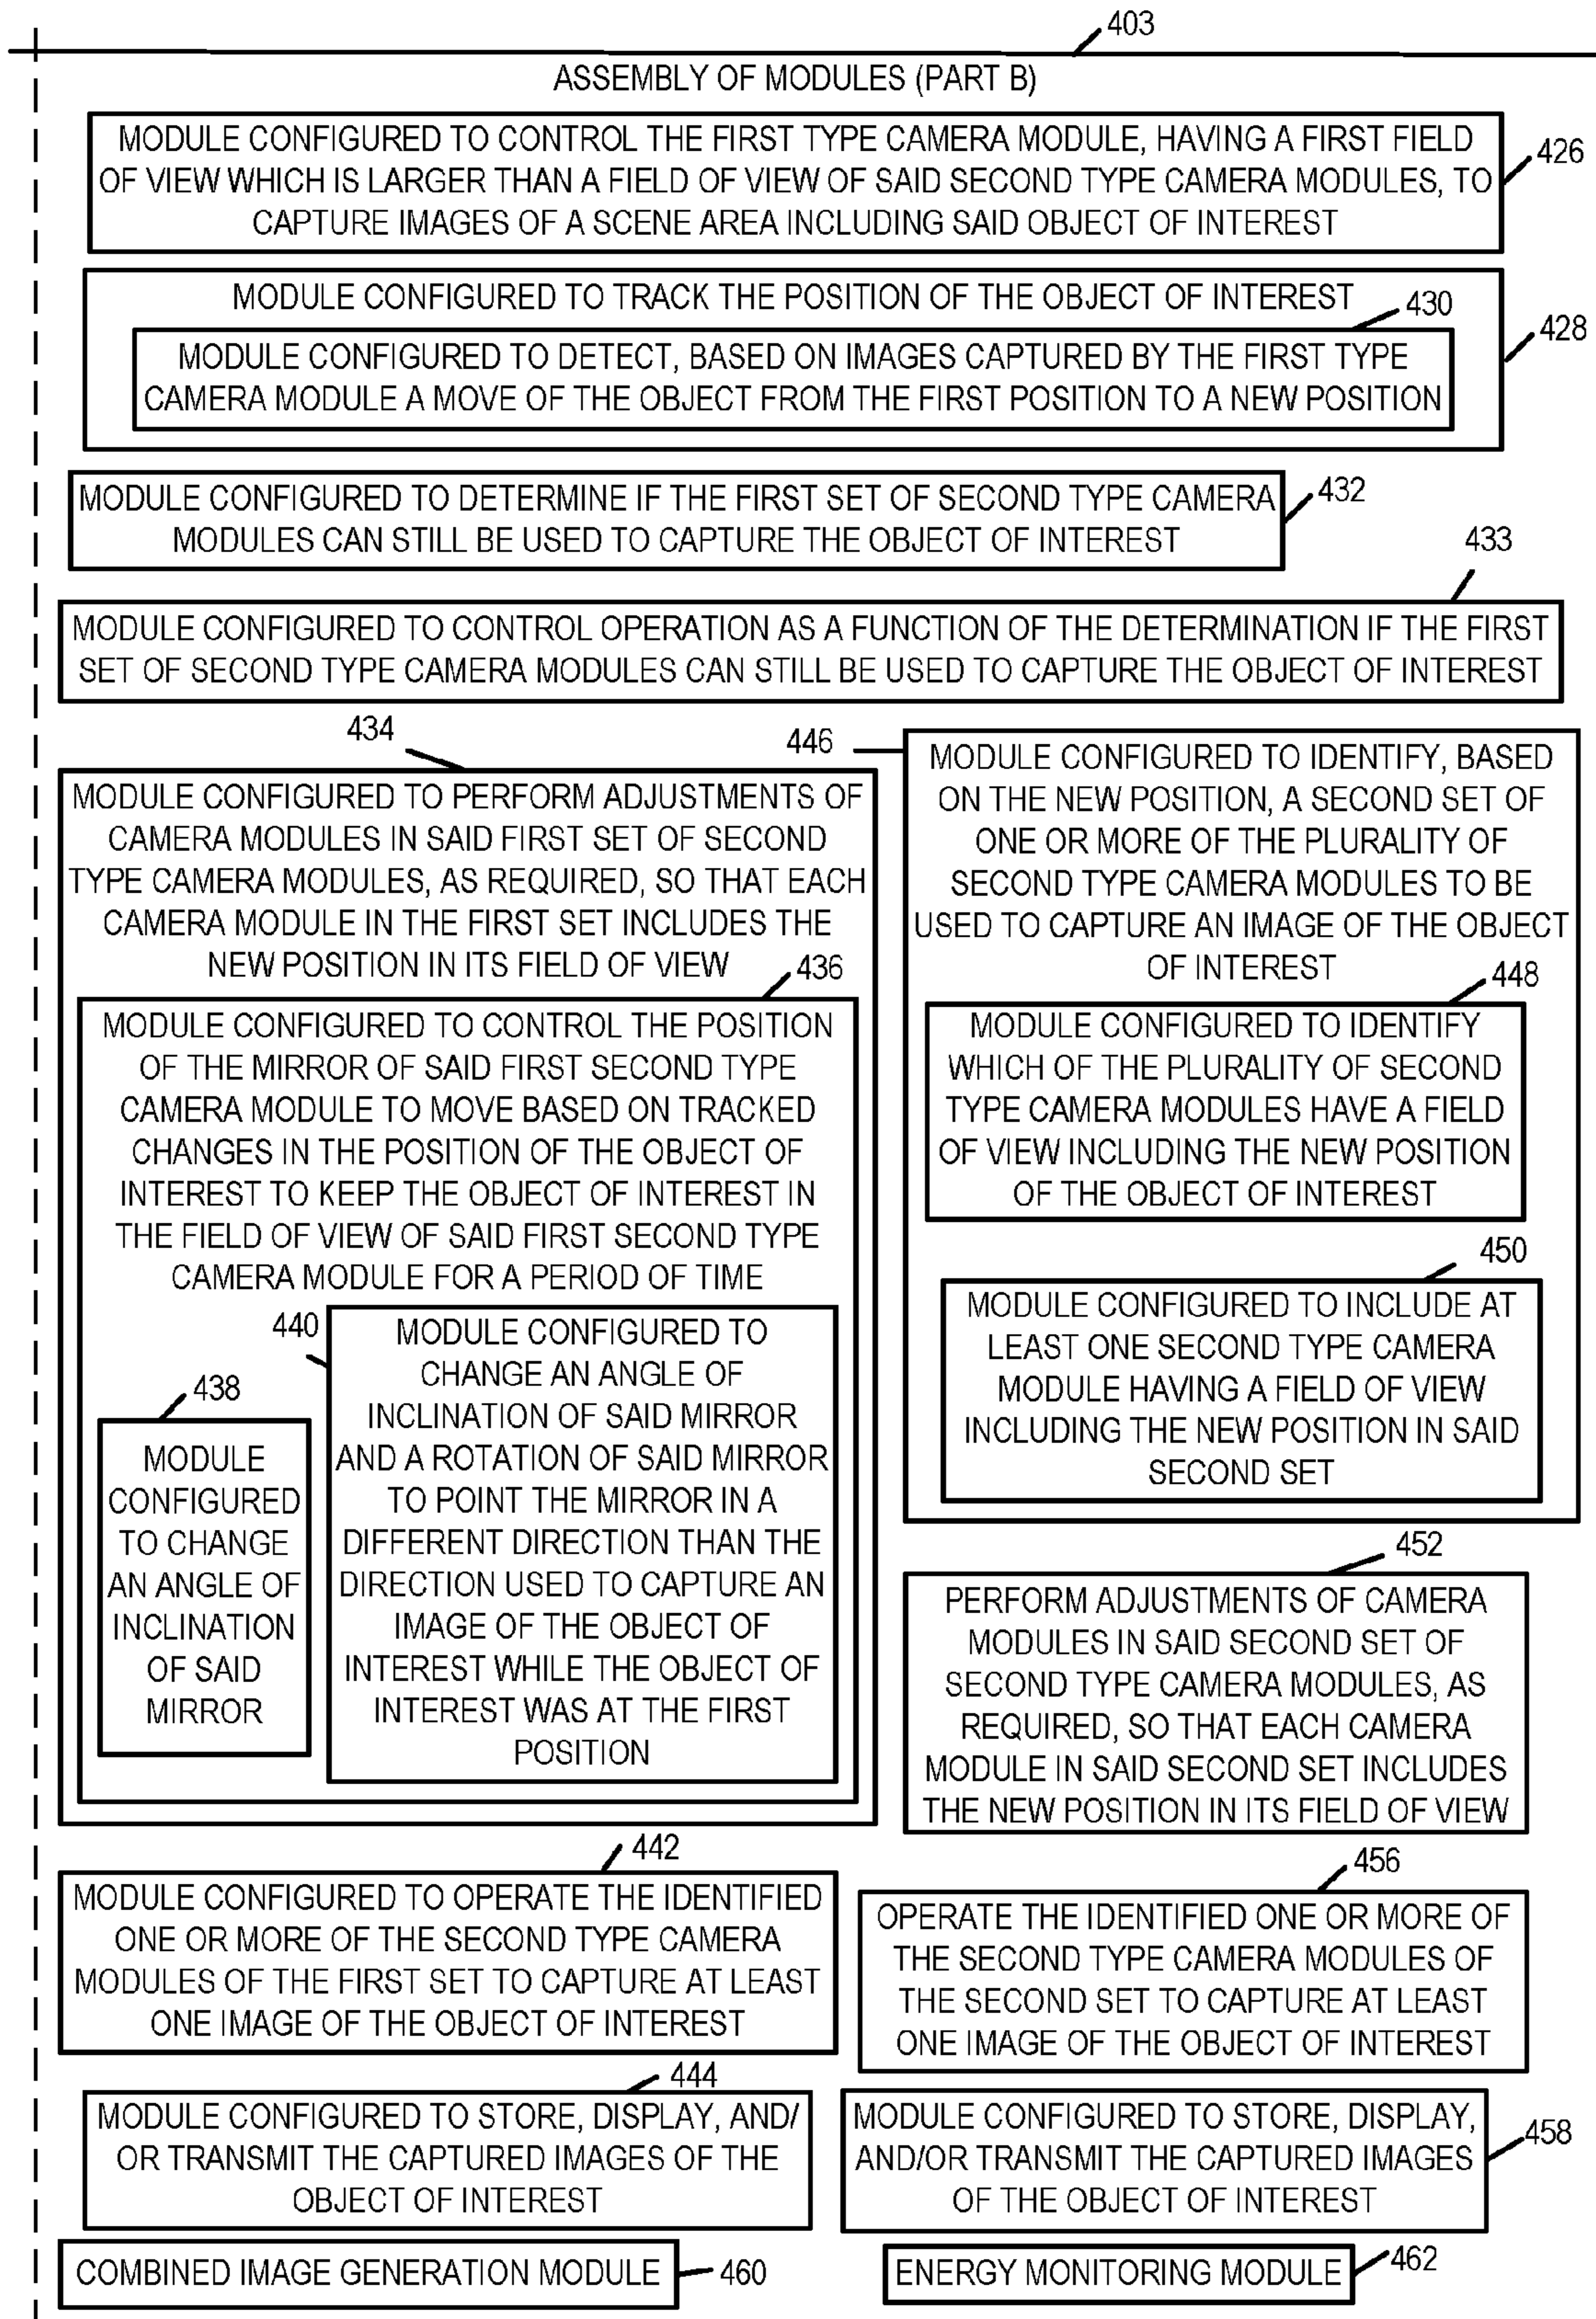 403
ASSEMBLY OF MODULES (PART B)
MODULE CONFIGURED TO CONTROL THE FIRST TYPE CAMERA MODULE, HAVING A FIRST FIELD
OF VIEW WHICH IS LARGER THAN A FIELD OF VIEW OF SAID SECOND TYPE CAMERA MODULES, TO
CAPTURE IMAGES OF A SCENE AREA INCLUDING SAID OBJECT OF INTEREST
426
MODULE CONFIGURED TO TRACK THE POSITION OF THE OBJECT OF INTEREST
430
428
MODULE CONFIGURED TO DETECT, BASED ON IMAGES CAPTURED BY THE FIRST TYPE
CAMERA MODULE A MOVE OF THE OBJECT FROM THE FIRST POSITION TO A NEW POSITION
MODULE CONFIGURED TO DETERMINE IF THE FIRST SET OF SECOND TYPE CAMERA
MODULES CAN STILL BE USED TO CAPTURE THE OBJECT OF INTEREST
432
433
MODULE CONFIGURED TO CONTROL OPERATION AS A FUNCTION OF THE DETERMINATION IF THE FIRST
SET OF SECOND TYPE CAMERA MODULES CAN STILL BE USED TO CAPTURE THE OBJECT OF INTEREST
434
MODULE CONFIGURED TO PERFORM ADJUSTMENTS OF
CAMERA MODULES IN SAID FIRST SET OF SECOND
TYPE CAMERA MODULES, AS REQUIRED, SO THAT EACH
CAMERA MODULE IN THE FIRST SET INCLUDES THE
NEW POSITION IN ITS FIELD OF VIEW
436
MODULE CONFIGURED TO CONTROL THE POSITION
OF THE MIRROR OF SAID FIRST SECOND TYPE
CAMERA MODULE TO MOVE BASED ON TRACKED
CHANGES IN THE POSITION OF THE OBJECT OF
INTEREST TO KEEP THE OBJECT OF INTEREST IN
THE FIELD OF VIEW OF SAID FIRST SECOND TYPE
CAMERA MODULE FOR A PERIOD OF TIME
438
MODULE
CONFIGURED
TO CHANGE
AN ANGLE OF
INCLINATION
OF SAID
MIRROR
440
MODULE CONFIGURED TO
CHANGE AN ANGLE OF
INCLINATION OF SAID MIRROR
AND A ROTATION OF SAID MIRROR
TO POINT THE MIRROR IN A
DIFFERENT DIRECTION THAN THE
DIRECTION USED TO CAPTURE AN
IMAGE OF THE OBJECT OF
INTEREST WHILE THE OBJECT OF
INTEREST WAS AT THE FIRST
POSITION
446
MODULE CONFIGURED TO IDENTIFY, BASED
ON THE NEW POSITION, A SECOND SET OF
ONE OR MORE OF THE PLURALITY OF
SECOND TYPE CAMERA MODULES TO BE
USED TO CAPTURE AN IMAGE OF THE OBJECT
OF INTEREST
448
MODULE CONFIGURED TO IDENTIFY
WHICH OF THE PLURALITY OF SECOND
TYPE CAMERA MODULES HAVE A FIELD
OF VIEW INCLUDING THE NEW POSITION
OF THE OBJECT OF INTEREST
450
MODULE CONFIGURED TO INCLUDE AT
LEAST ONE SECOND TYPE CAMERA
MODULE HAVING A FIELD OF VIEW
INCLUDING THE NEW POSITION IN SAID
SECOND SET
452
PERFORM ADJUSTMENTS OF CAMERA
MODULES IN SAID SECOND SET OF
SECOND TYPE CAMERA MODULES, AS
REQUIRED, SO THAT EACH CAMERA
MODULE IN SAID SECOND SET INCLUDES
THE NEW POSITION IN ITS FIELD OF VIEW
442
MODULE CONFIGURED TO OPERATE THE IDENTIFIED
ONE OR MORE OF THE SECOND TYPE CAMERA
MODULES OF THE FIRST SET TO CAPTURE AT LEAST
ONE IMAGE OF THE OBJECT OF INTEREST
456
OPERATE THE IDENTIFIED ONE OR MORE OF
THE SECOND TYPE CAMERA MODULES OF
THE SECOND SET TO CAPTURE AT LEAST
ONE IMAGE OF THE OBJECT OF INTEREST
444
MODULE CONFIGURED TO STORE, DISPLAY, AND/
OR TRANSMIT THE CAPTURED IMAGES OF THE
OBJECT OF INTEREST
MODULE CONFIGURED TO STORE, DISPLAY,
AND/OR TRANSMIT THE CAPTURED IMAGES
OF THE OBJECT OF INTEREST
458
COMBINED IMAGE GENERATION MODULE
460
ENERGY MONITORING MODULE
462